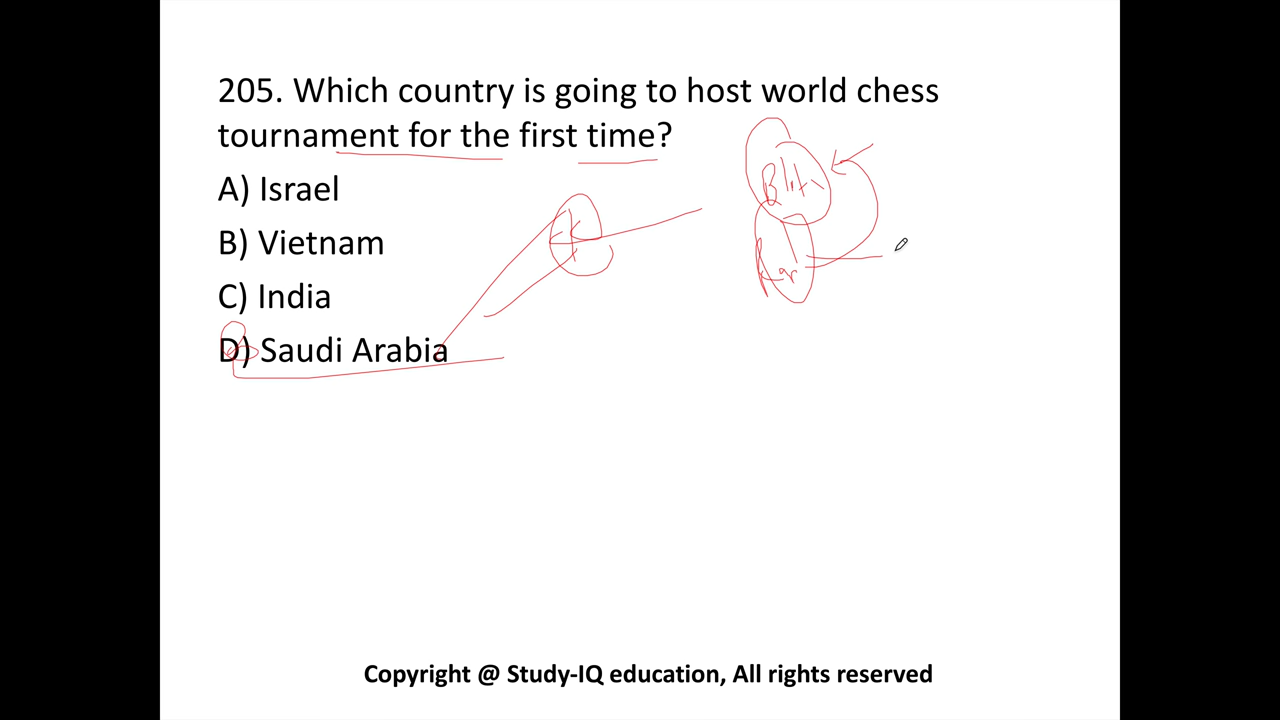 205. Which country is going to host world chess
tournament for the first time?
A) Israel
B) Vietnam
C) India
D) Saudi Arabia
Copyright @ Study-IQ education, All rights reserved